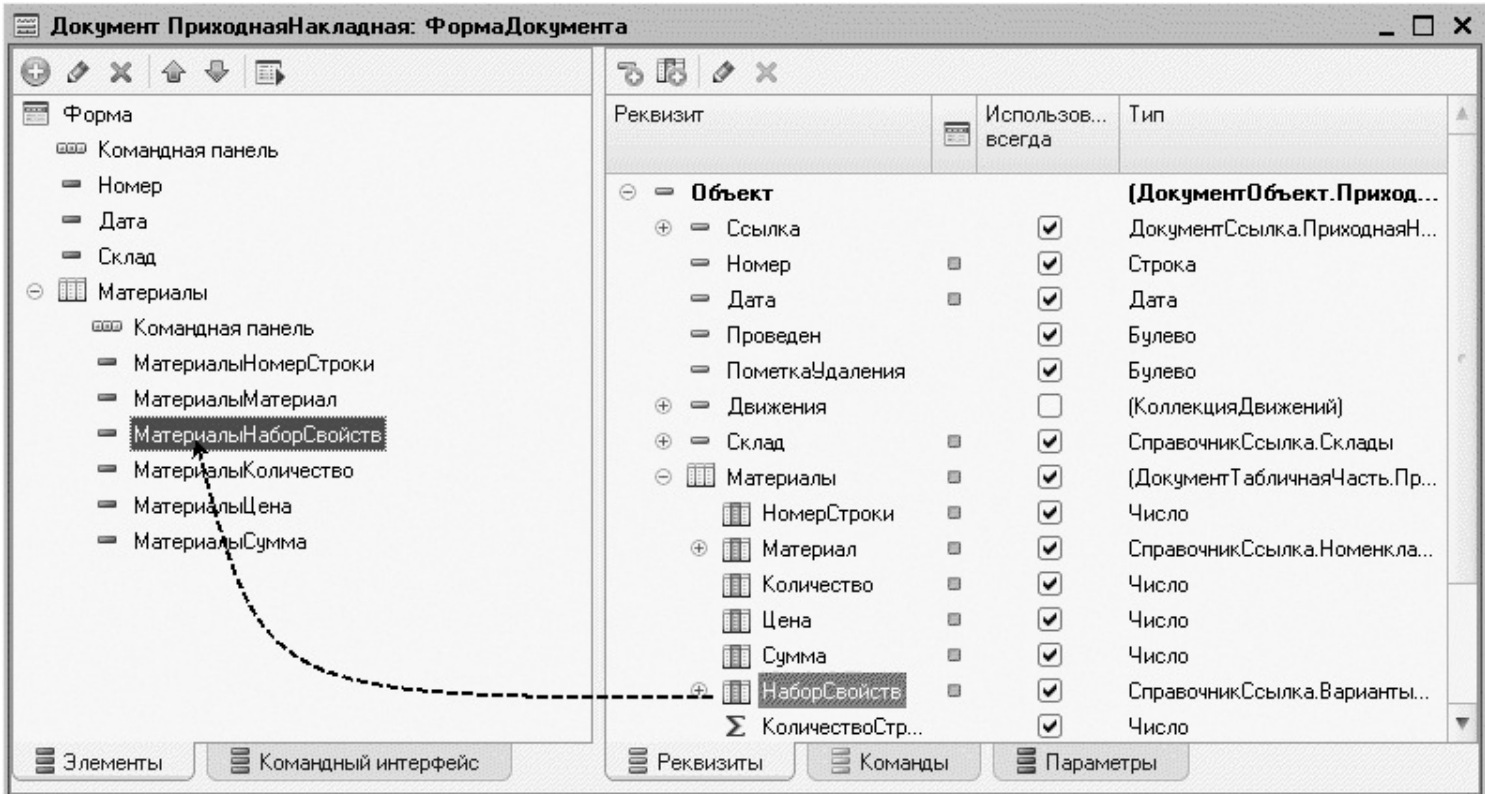 Документ ПриходнаяНакладная: ФормаДокумента
Форма
Командная панель
Номер
Дата
Склад
Материалы
Командная панель
МатериалыНомерСтроки
МатериалыМатериал
МатериалыНаборСвойств
МатериалыКоличество
МатериалыЦена
МатериалыСумма
Элементы Командный интерфейс
Реквизит Использов... Тип
всегда
Объект (ДокументОбъект.Приход...
Ссылка ДокументСсылка.ПриходнаяН...
Номер Строка
Дата Дата
Проведен Булево
ПометкаУдаления Булево
Движения (КоллекцияДвижений)
Склад СправочникСсылка.Склады
Материалы (ДокументТабличнаяЧасть.Пр...
НомерСтроки Число
Материал СправочникСсылка.Номенкла...
Количество Число
Цена Число
Сумма Число
НаборСвойств СправочникСсылка.Варианты...
Σ КоличествоСтр... Число
Реквизиты Команды Параметры